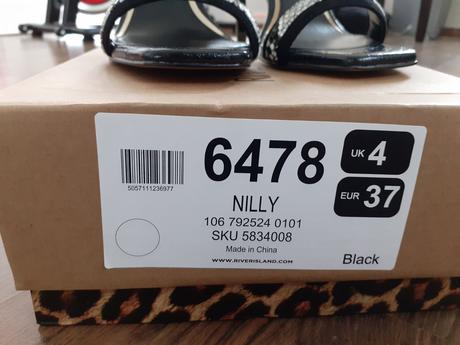 6478
UK 4
EUR 37
5057111236977
NILLY
106 792524 0101
SKU 5834008
Made in China
WWW.RIVERISLAND.COM
Black